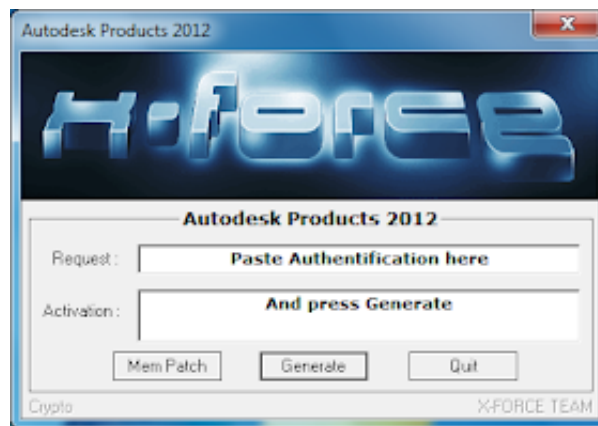 Autodesk Products 2012
x-force
Autodesk Products 2012
Request :
Paste Authentification here
Activation :
And press Generate
Mem Patch
Generate
Quit
Crypto
X-FORCE TEAM